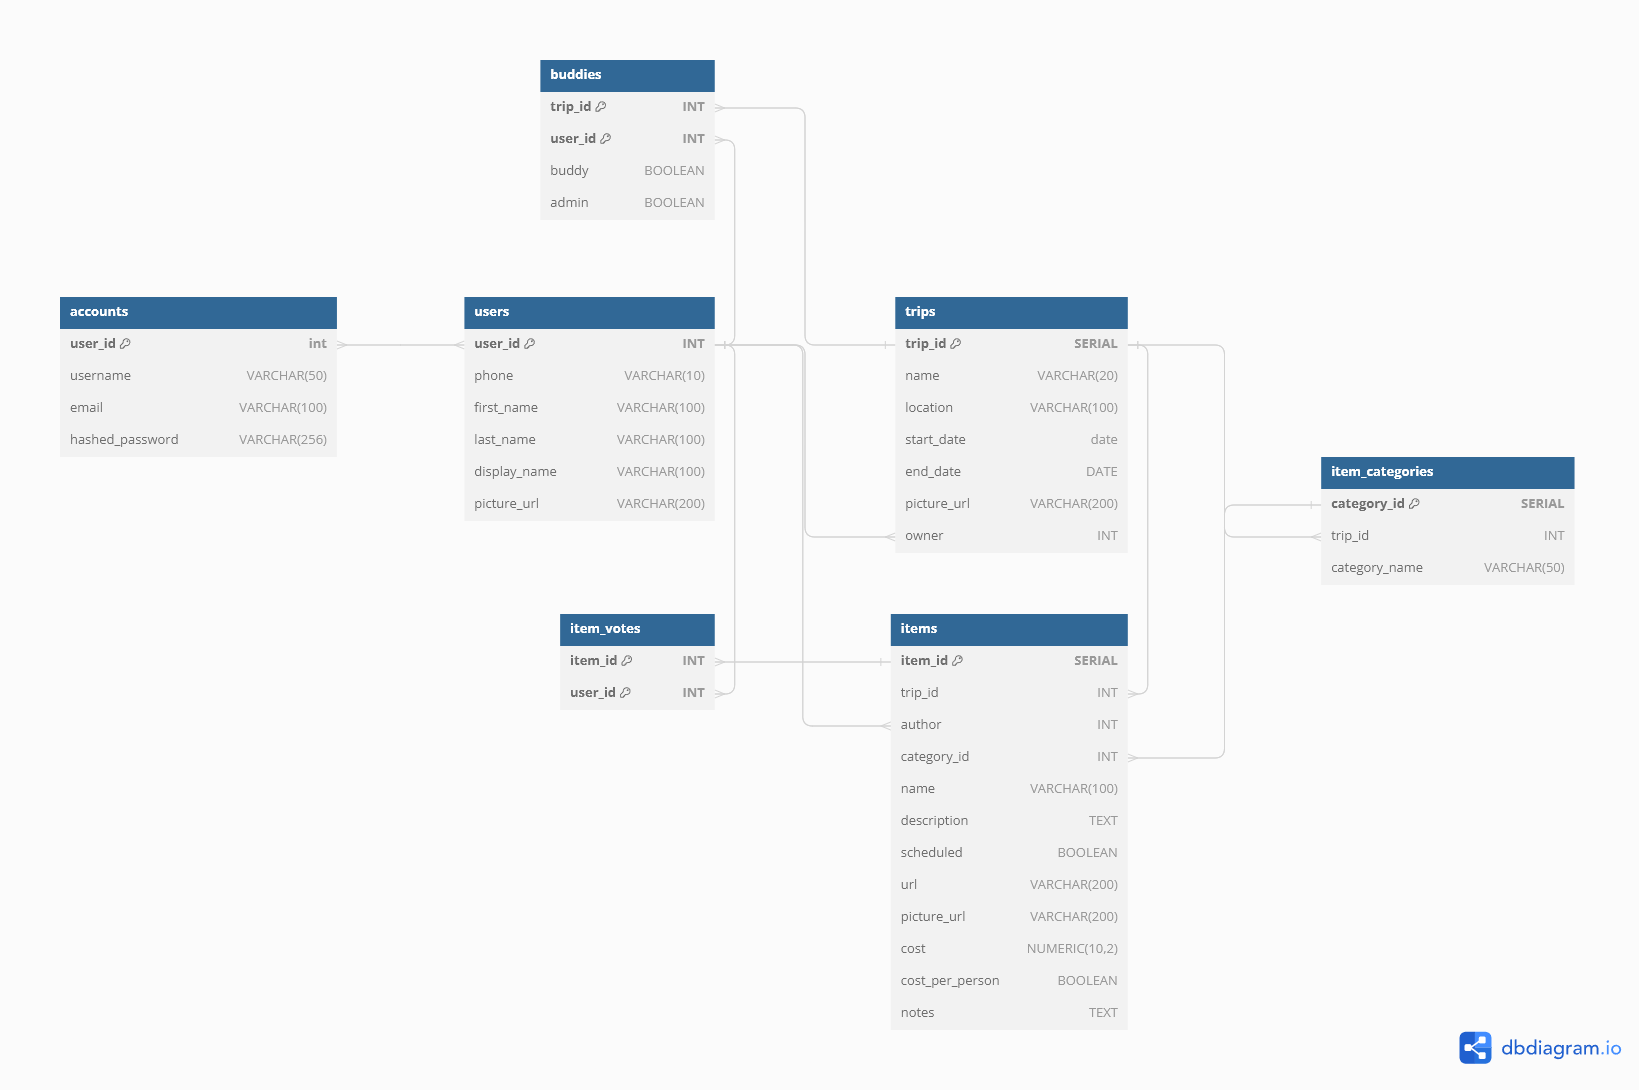 buddies
trip_id INT
user_id INT
buddy BOOLEAN
admin BOOLEAN
accounts
user_id int
username VARCHAR(50)
email VARCHAR(100)
hashed_password VARCHAR(256)
users
user_id INT
phone VARCHAR(10)
first_name VARCHAR(100)
last_name VARCHAR(100)
display_name VARCHAR(100)
picture_url VARCHAR(200)
trips
trip_id SERIAL
name VARCHAR(20)
location VARCHAR(100)
start_date date
end_date DATE
picture_url VARCHAR(200)
owner INT
item_categories
category_id SERIAL
trip_id INT
category_name VARCHAR(50)
item_votes
item_id INT
user_id INT
items
item_id SERIAL
trip_id INT
author INT
category_id INT
name VARCHAR(100)
description TEXT
scheduled BOOLEAN
url VARCHAR(200)
picture_url VARCHAR(200)
cost NUMERIC(10,2)
cost_per_person BOOLEAN
notes TEXT
dbdiagram.io